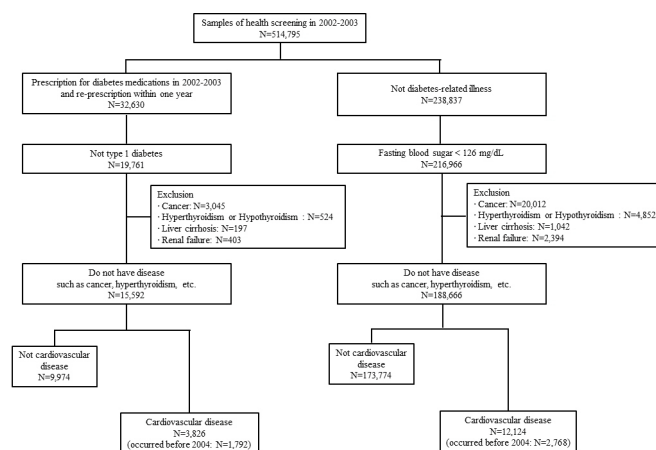 Samples of health screening in 2002-2003
N=514,795
Prescription for diabetes medications in 2002-2003
and re-prescription within one year
N=32,630
Not diabetes-related illness
N=238,837
Not type 1 diabetes
N=19,761
Fasting blood sugar < 126 mg/dL
N=216,966
Exclusion
· Cancer: N=3,045
· Hyperthyroidism or Hypothyroidism : N=524
· Liver cirrhosis: N=197
· Renal failure: N=403
Exclusion
· Cancer: N=20,012
· Hyperthyroidism or Hypothyroidism : N=4,852
· Liver cirrhosis: N=1,042
· Renal failure: N=2,394
Do not have disease
such as cancer, hyperthyroidism, etc.
N=15,592
Do not have disease
such as cancer, hyperthyroidism, etc.
N=188,666
Not cardiovascular
disease
N=9,974
Not cardiovascular
disease
N=173,774
Cardiovascular disease
N=3,826
(occurred before 2004: N=1,792)
Cardiovascular disease
N=12,124
(occurred before 2004: N=2,768)